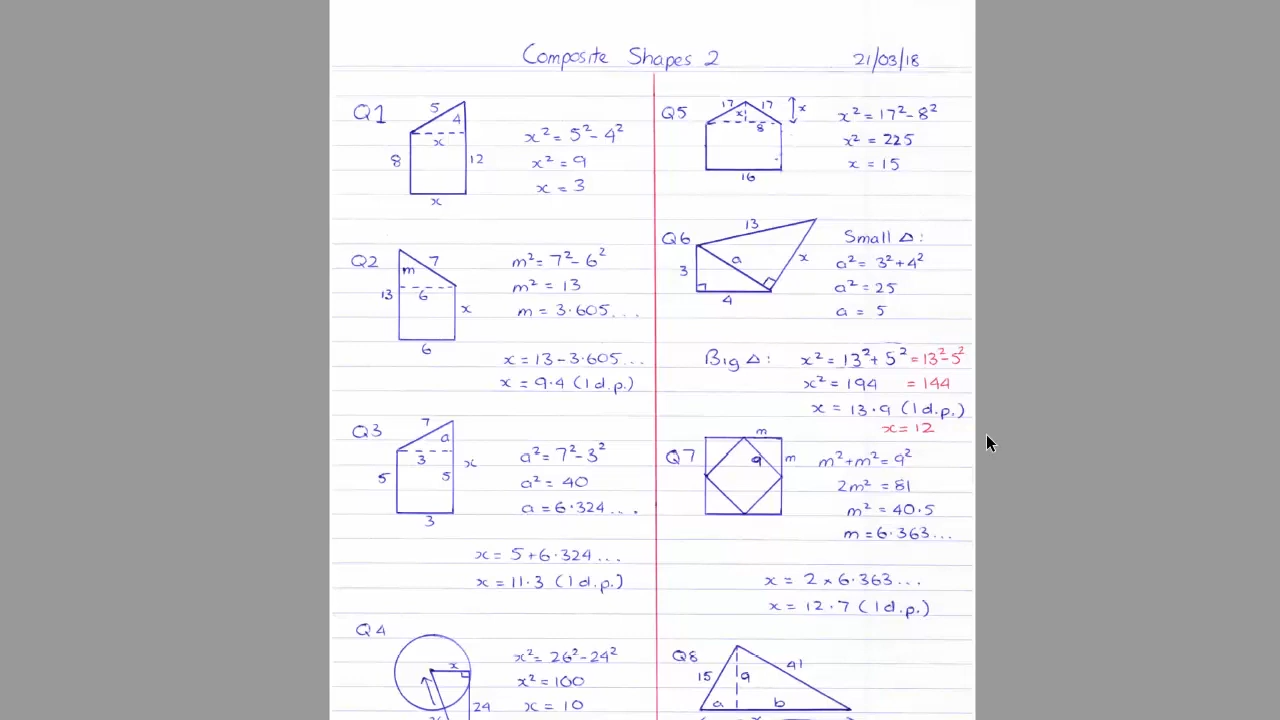 Composite Shapes 2
21/03/18
Q1
5
4
x
8
12
x
x² = 5² - 4²
x² = 9
x = 3
Q2
7
m
13
6
x
6
m² = 7² - 6²
m² = 13
m = 3.605...
x = 13 - 3.605...
x = 9.4 (1 d.p.)
Q3
7
a
3
x
5
5
3
a² = 7² - 3²
a² = 40
a = 6.324...
x = 5 + 6.324...
x = 11.3 (1 d.p.)
Q4
x
24
x² = 26² - 24²
x² = 100
x = 10
Q5
17
17
x
x
8
16
x² = 17² - 8²
x² = 225
x = 15
Q6
13
3
a
x
4
Small △:
a² = 3² + 4²
a² = 25
a = 5
Big △:
x² = 13² + 5² = 13² - 5²
x² = 194 = 144
x = 13.9 (1 d.p.)
x = 12
Q7
m
9
m
m² + m² = 9²
2m² = 81
m² = 40.5
m = 6.363...
x = 2 × 6.363...
x = 12.7 (1 d.p.)
Q8
15
9
41
a
b